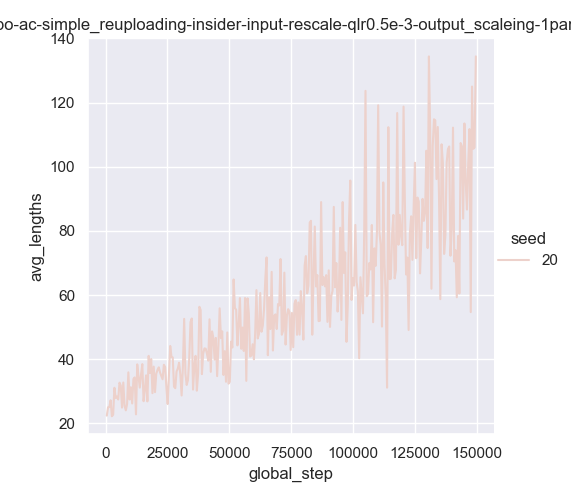 oo-ac-simple_reuploading-insider-input-rescale-qlr0.5e-3-output_scaleing-1par
140
120
100
80
60
40
20
avg_lengths
0 25000 50000 75000 100000 125000 150000
global_step
seed
20